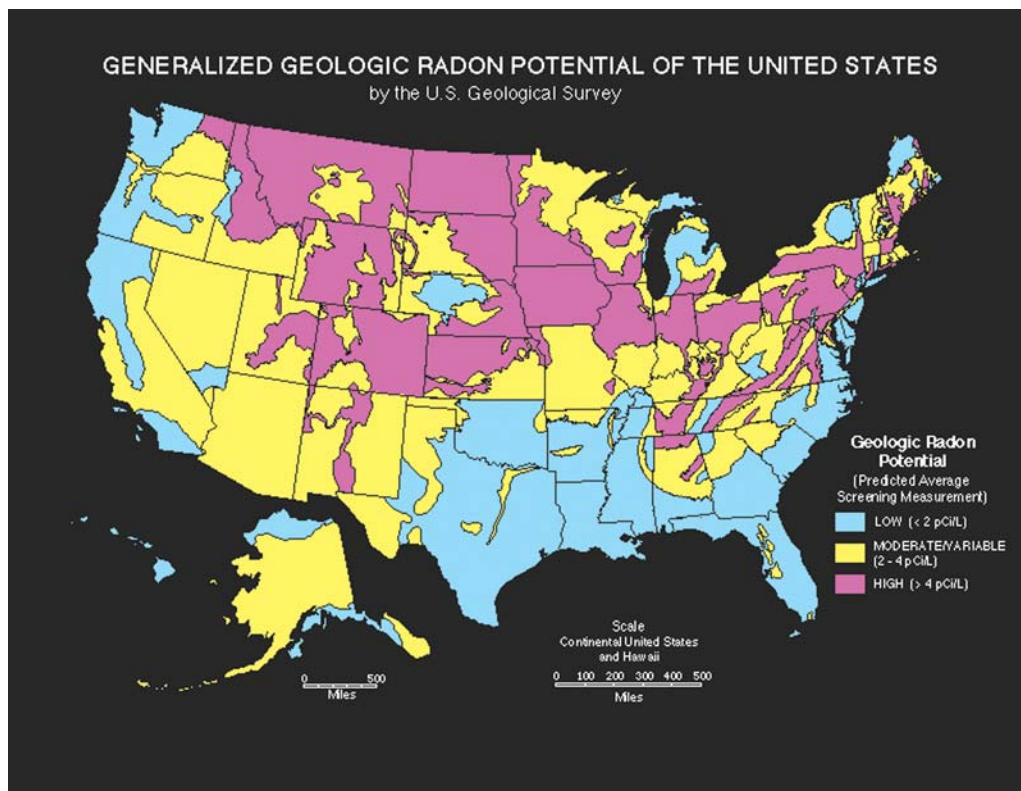 GENERALIZED GEOLOGIC RADON POTENTIAL OF THE UNITED STATES
by the U.S. Geological Survey
Geologic Radon
Potential
(Predicted Average
Screening Measurement)
LOW (< 2 pCi/L)
MODERATE/VARIABLE
(2 - 4 pCi/L)
HIGH (> 4 pCi/L)
Scale
Continental United States
and Hawaii
0 500
Miles
0 100 200 300 400 500
Miles